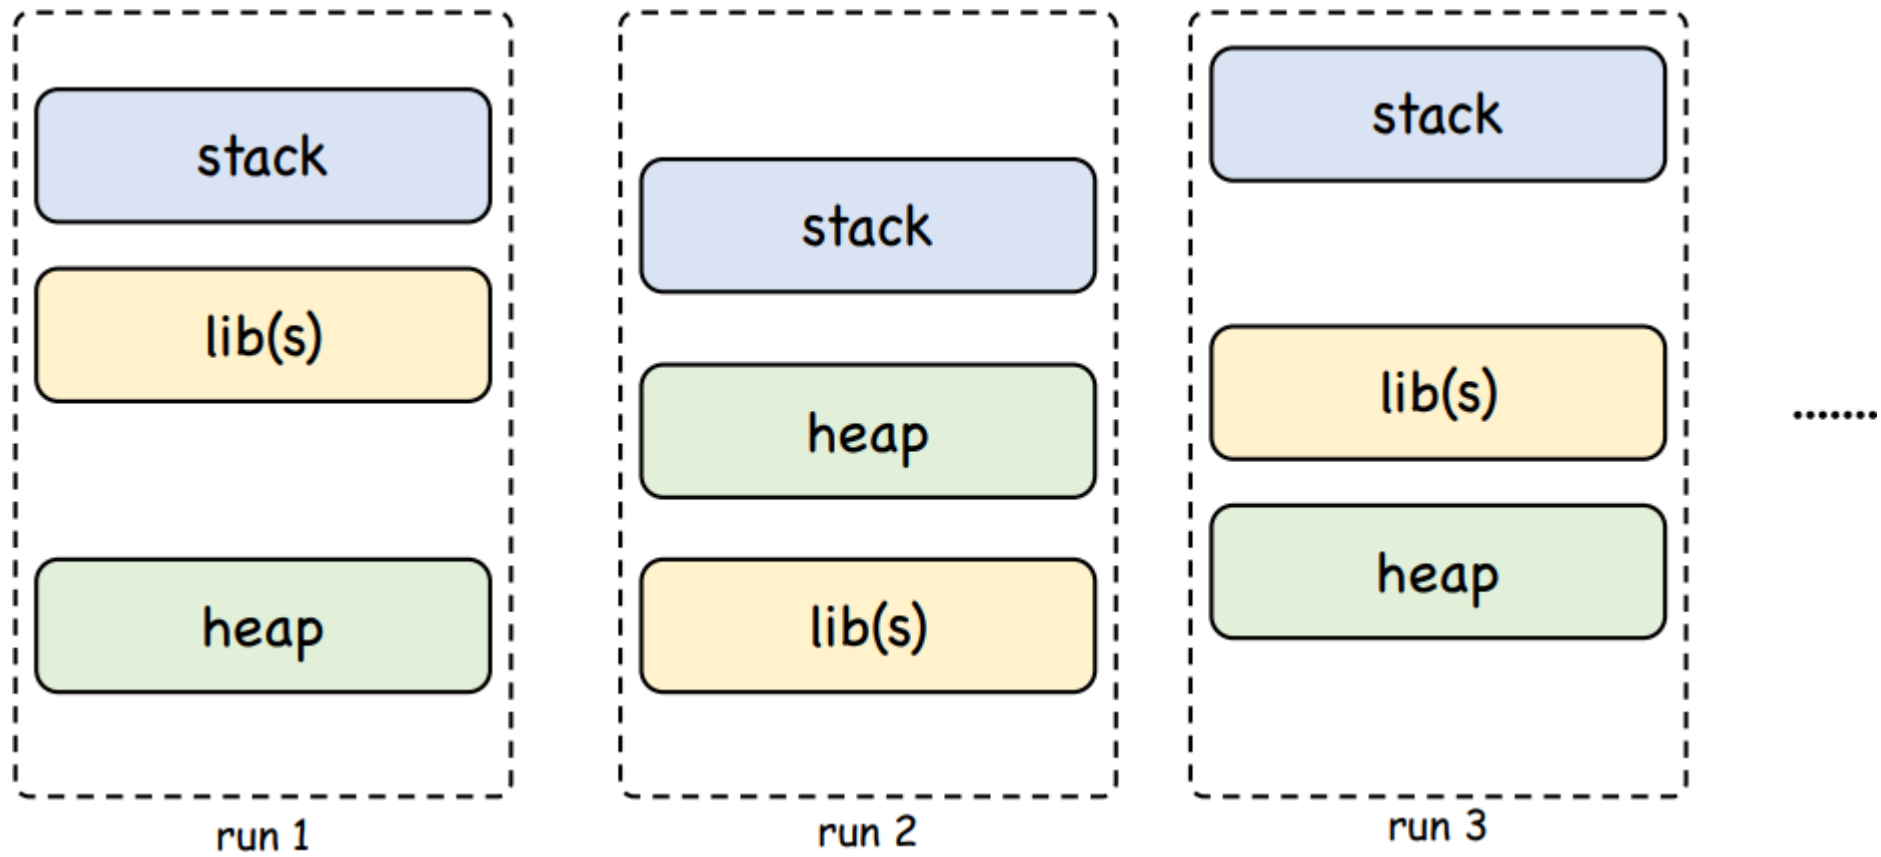 stack
lib(s)
heap
run 1
stack
heap
lib(s)
run 2
stack
lib(s)
heap
run 3